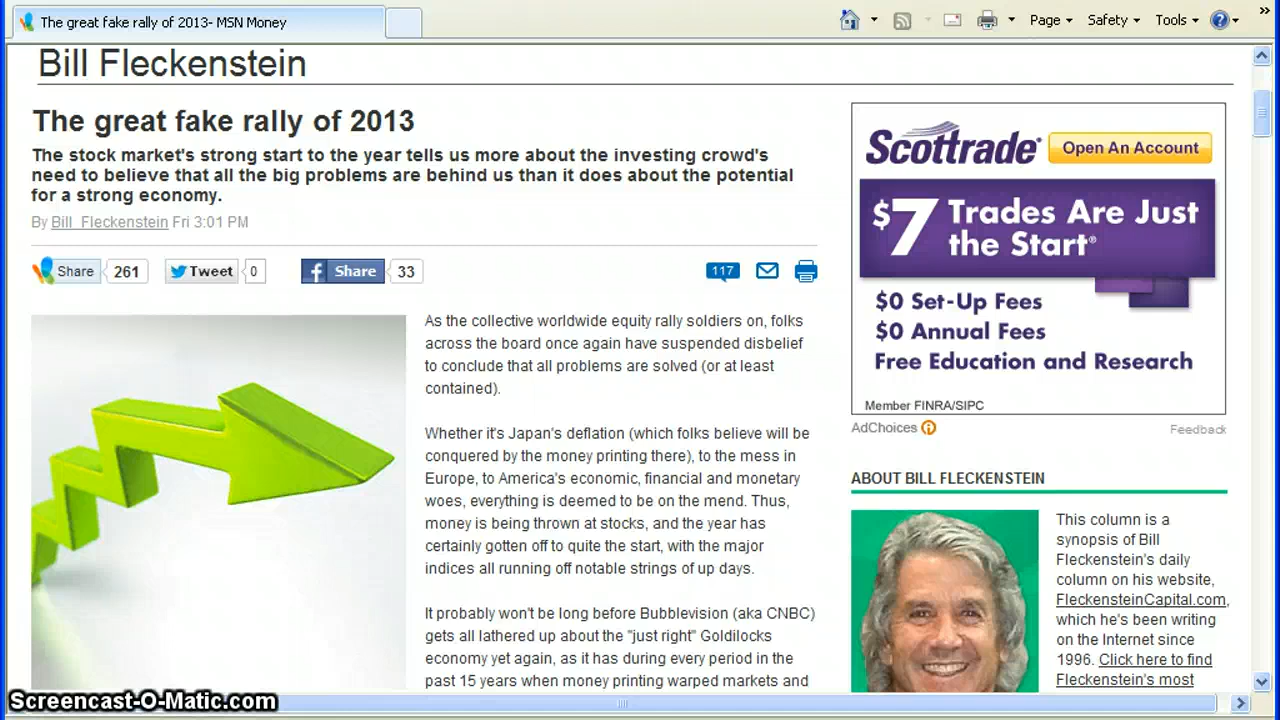 The great fake rally of 2013- MSN Money
Page
Safety
Tools
Bill Fleckenstein
The great fake rally of 2013
The stock market's strong start to the year tells us more about the investing crowd's
need to believe that all the big problems are behind us than it does about the potential
for a strong economy.
By Bill Fleckenstein Fri 3:01 PM
Share 261 Tweet 0 Share 33 117
As the collective worldwide equity rally soldiers on, folks
across the board once again have suspended disbelief
to conclude that all problems are solved (or at least
contained).
Whether it's Japan's deflation (which folks believe will be
conquered by the money printing there), to the mess in
Europe, to America's economic, financial and monetary
woes, everything is deemed to be on the mend. Thus,
money is being thrown at stocks, and the year has
certainly gotten off to quite the start, with the major
indices all running off notable strings of up days.
It probably won't be long before Bubblevision (aka CNBC)
gets all lathered up about the "just right" Goldilocks
economy yet again, as it has during every period in the
past 15 years when money printing warped markets and
Scottrade®
Open An Account
$7 Trades Are Just
the Start®
$0 Set-Up Fees
$0 Annual Fees
Free Education and Research
Member FINRA/SIPC
AdChoices
Feedback
ABOUT BILL FLECKENSTEIN
This column is a
synopsis of Bill
Fleckenstein's daily
column on his website,
FleckensteinCapital.com,
which he's been writing
on the Internet since
1996. Click here to find
Fleckenstein's most
Screencast-O-Matic.com